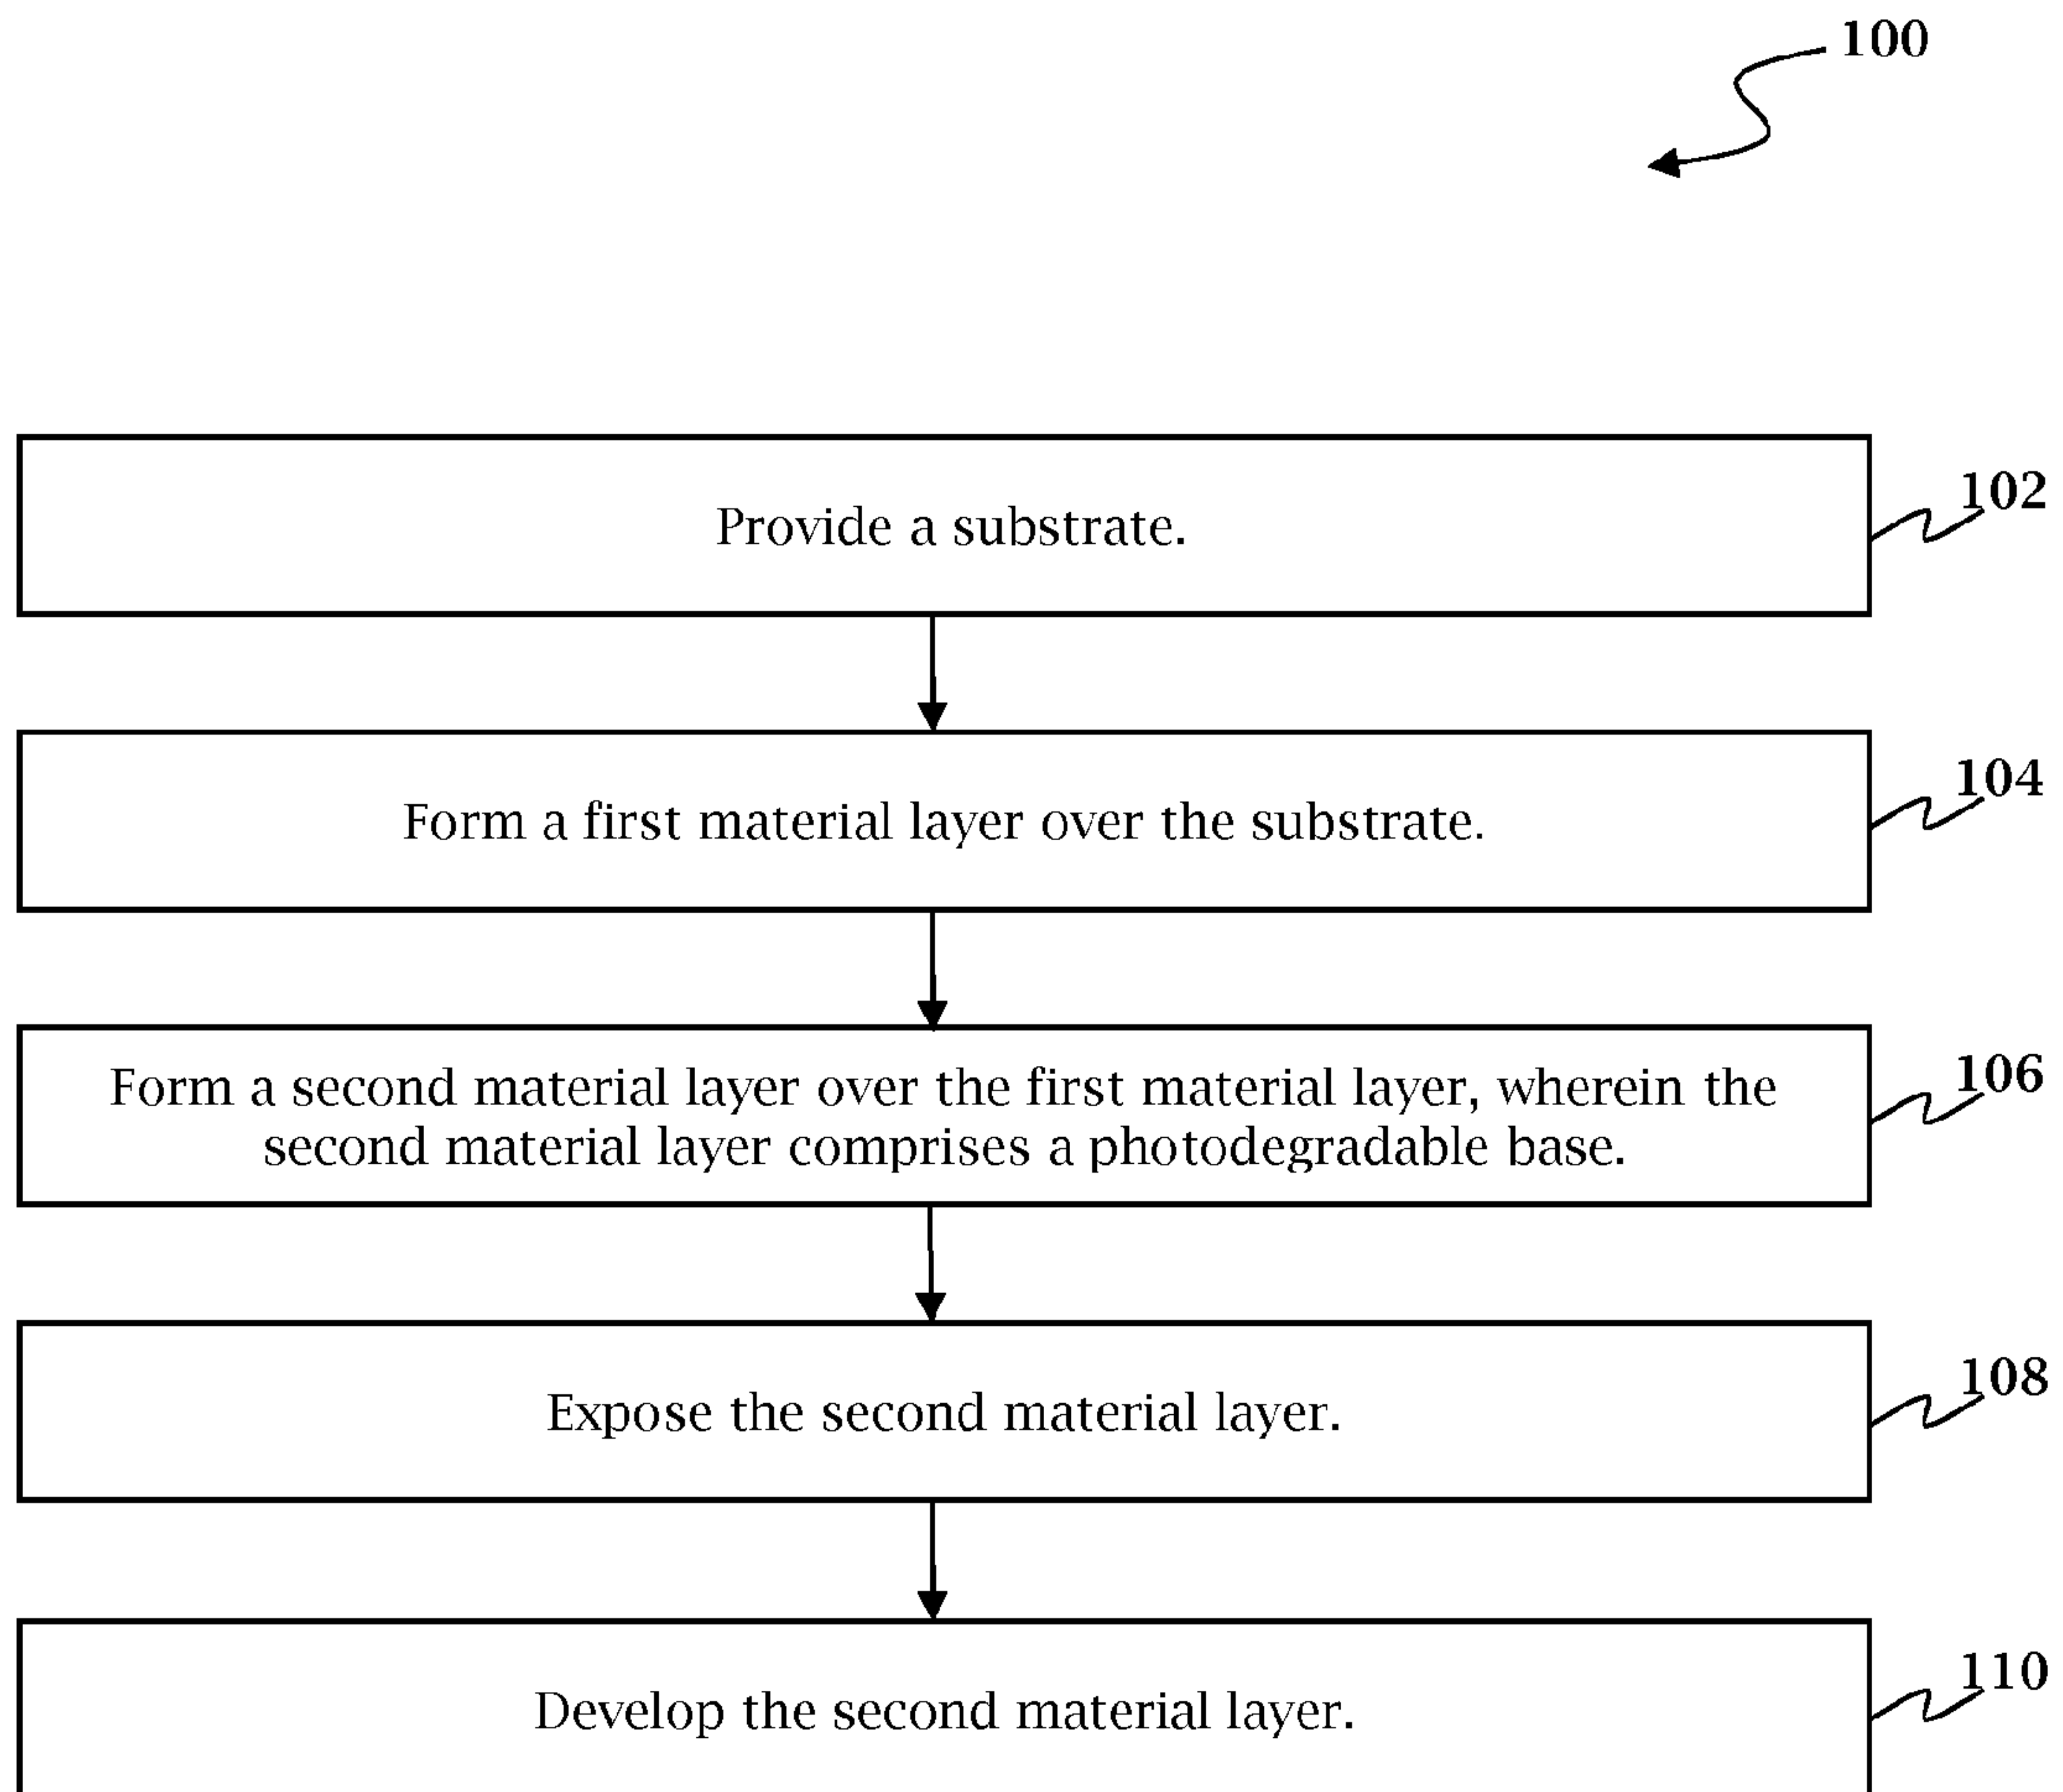 100
Provide a substrate.
102
Form a first material layer over the substrate.
104
Form a second material layer over the first material layer, wherein the
second material layer comprises a photodegradable base.
106
Expose the second material layer.
108
Develop the second material layer.
110